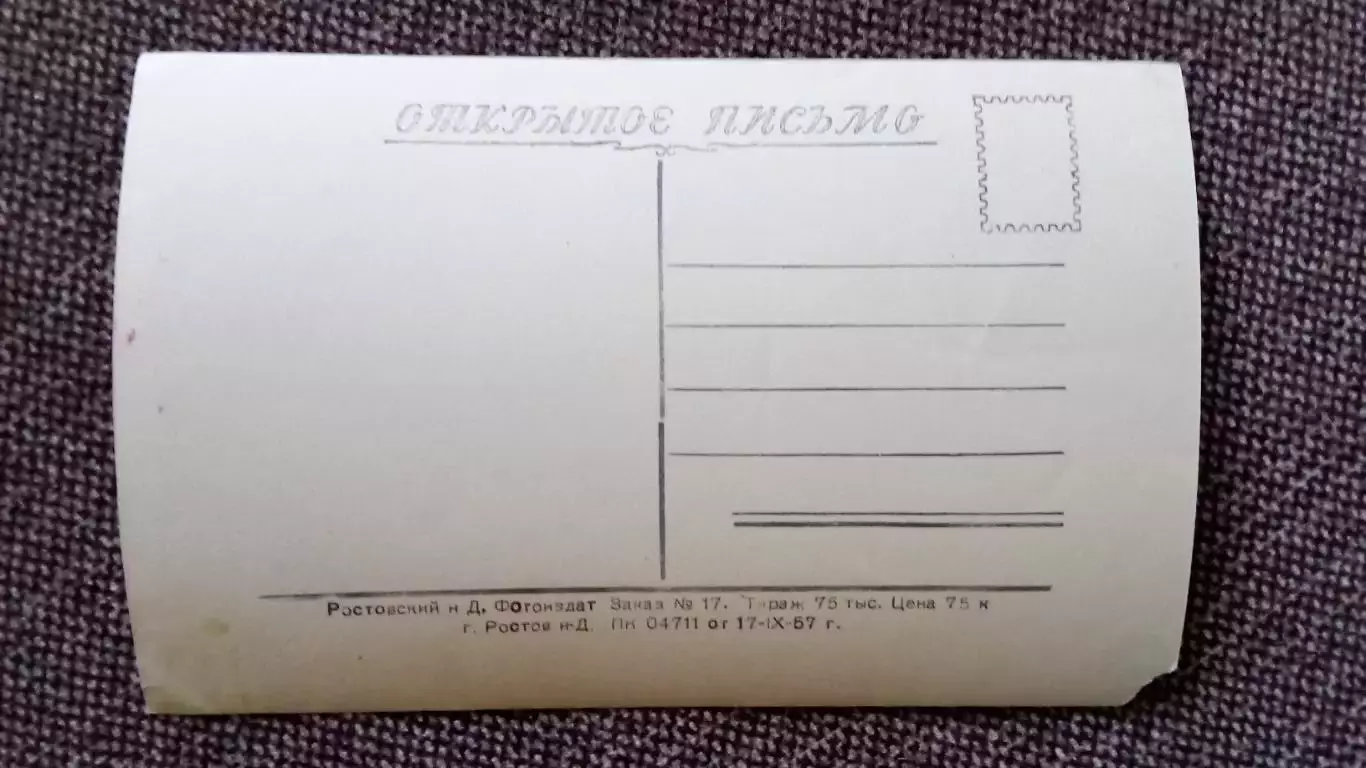 ОТКРЫТОЕ ПИСЬМО
Ростовский н Д. Фотоиздат Заказ № 17. Тираж 75 тыс. Цена 75 к
г. Ростов н-Д. Пк 04711 от 17-IX-57 г.